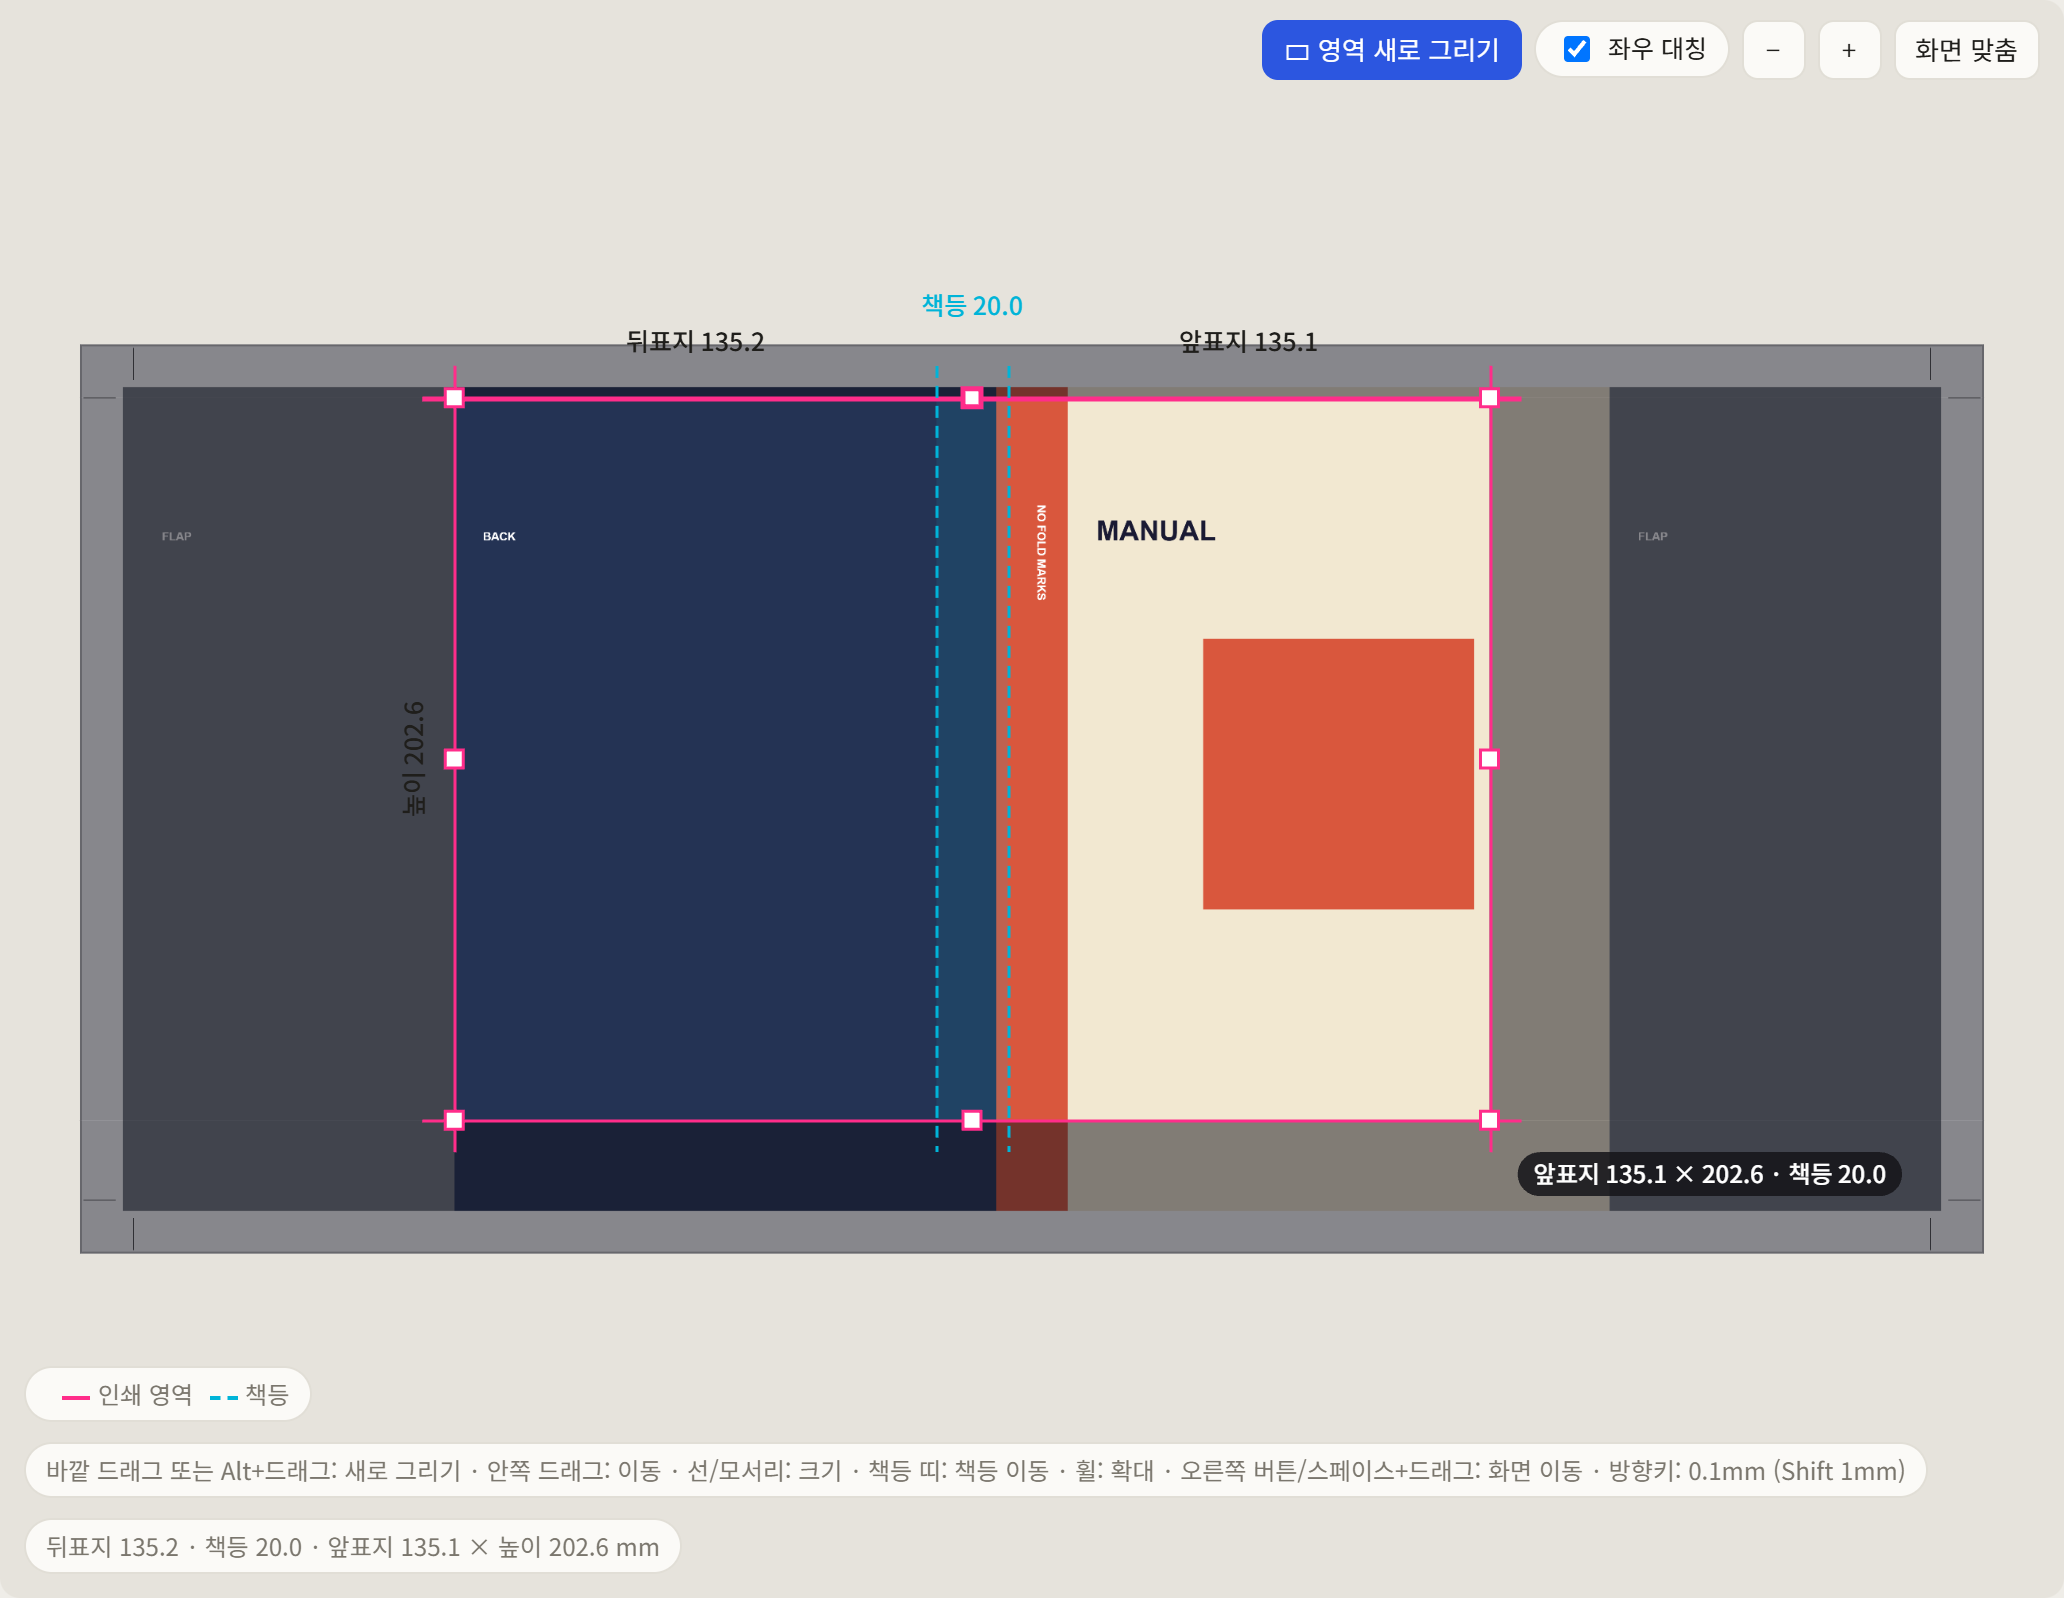 ▭ 영역 새로 그리기
좌우 대칭
−
+
화면 맞춤
책등 20.0
뒤표지 135.2
앞표지 135.1
FLAP
BACK
NO FOLD MARKS
MANUAL
FLAP
높이 202.6
앞표지 135.1 × 202.6 · 책등 20.0
인쇄 영역
책등
바깥 드래그 또는 Alt+드래그: 새로 그리기 · 안쪽 드래그: 이동 · 선/모서리: 크기 · 책등 띠: 책등 이동 · 휠: 확대 · 오른쪽 버튼/스페이스+드래그: 화면 이동 · 방향키: 0.1mm (Shift 1mm)
뒤표지 135.2 · 책등 20.0 · 앞표지 135.1 × 높이 202.6 mm